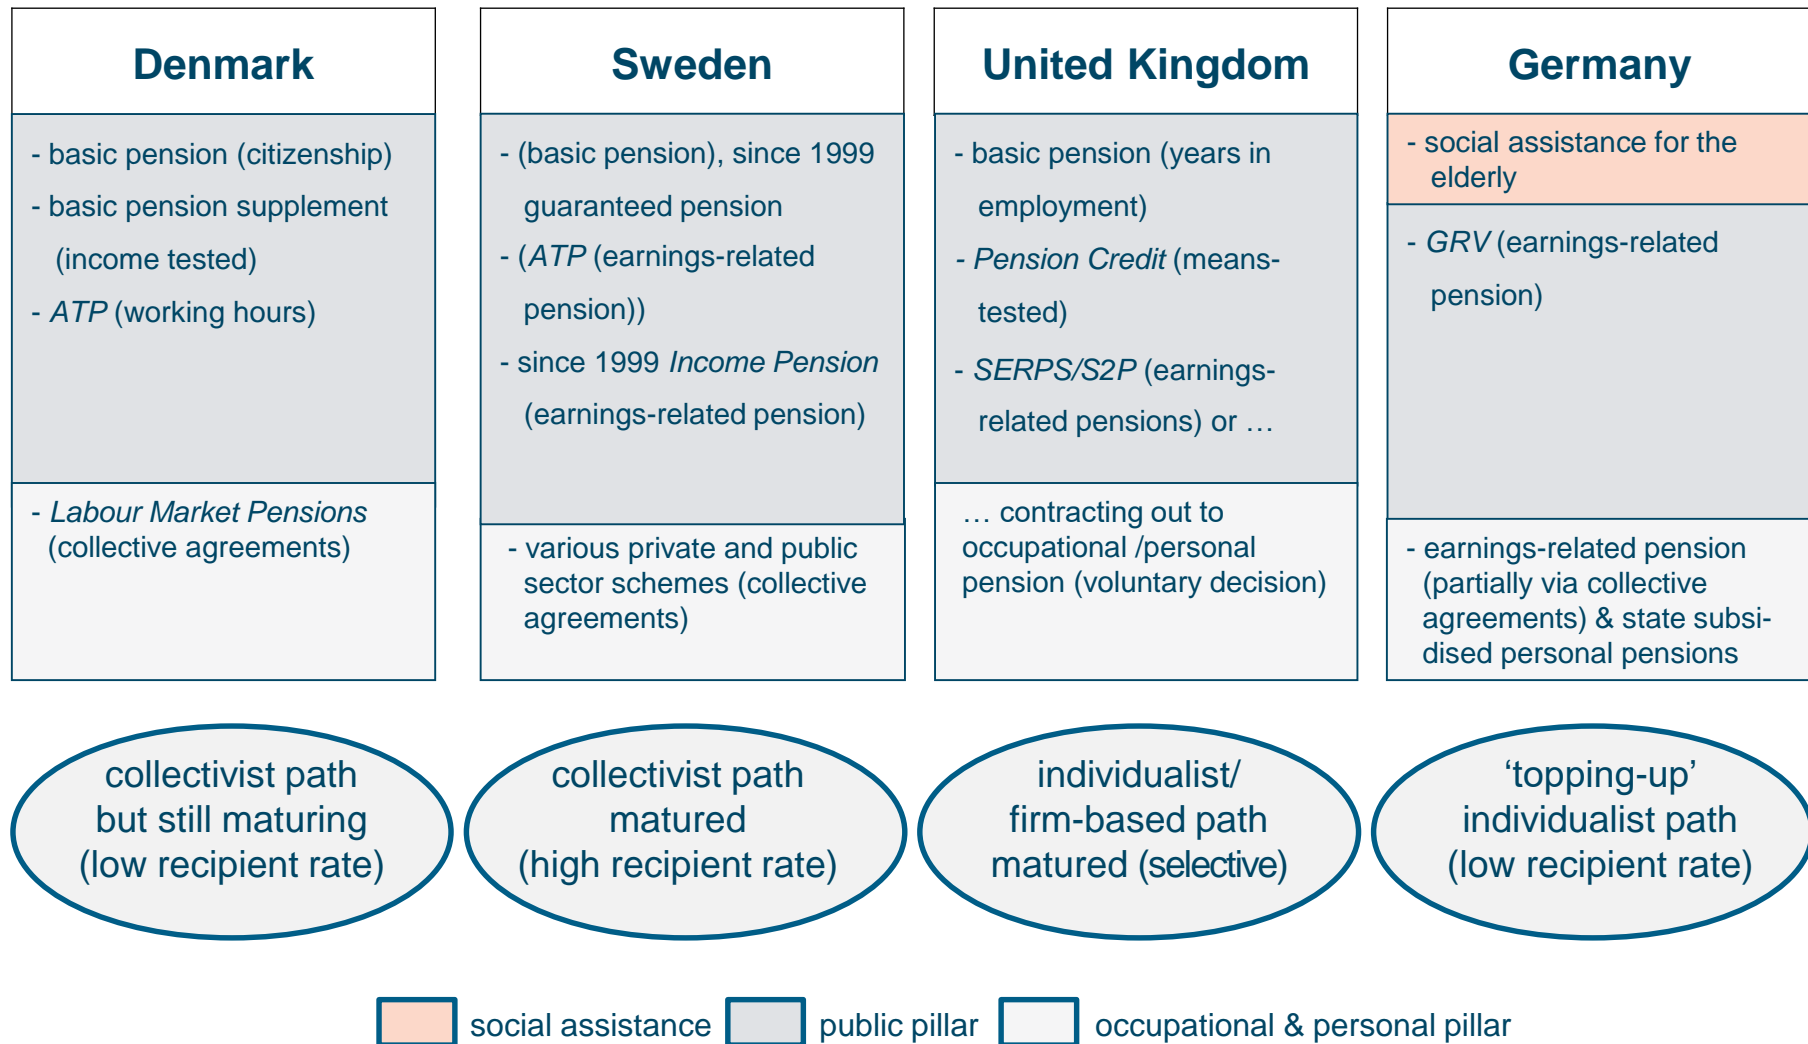 Denmark
- basic pension (citizenship)
- basic pension supplement
(income tested)
- ATP (working hours)
- Labour Market Pensions
(collective agreements)
collectivist path
but still maturing
(low recipient rate)
Sweden
- (basic pension), since 1999
guaranteed pension
- (ATP (earnings-related
pension))
- since 1999 Income Pension
(earnings-related pension)
- various private and public
sector schemes (collective
agreements)
collectivist path
matured
(high recipient rate)
United Kingdom
- basic pension (years in
employment)
- Pension Credit (means-
tested)
- SERPS/S2P (earnings-
related pensions) or …
… contracting out to
occupational /personal
pension (voluntary decision)
individualist/
firm-based path
matured (selective)
Germany
- social assistance for the
elderly
- GRV (earnings-related
pension)
- earnings-related pension
(partially via collective
agreements) & state subsi-
dised personal pensions
‘topping-up’
individualist path
(low recipient rate)
social assistance
public pillar
occupational & personal pillar